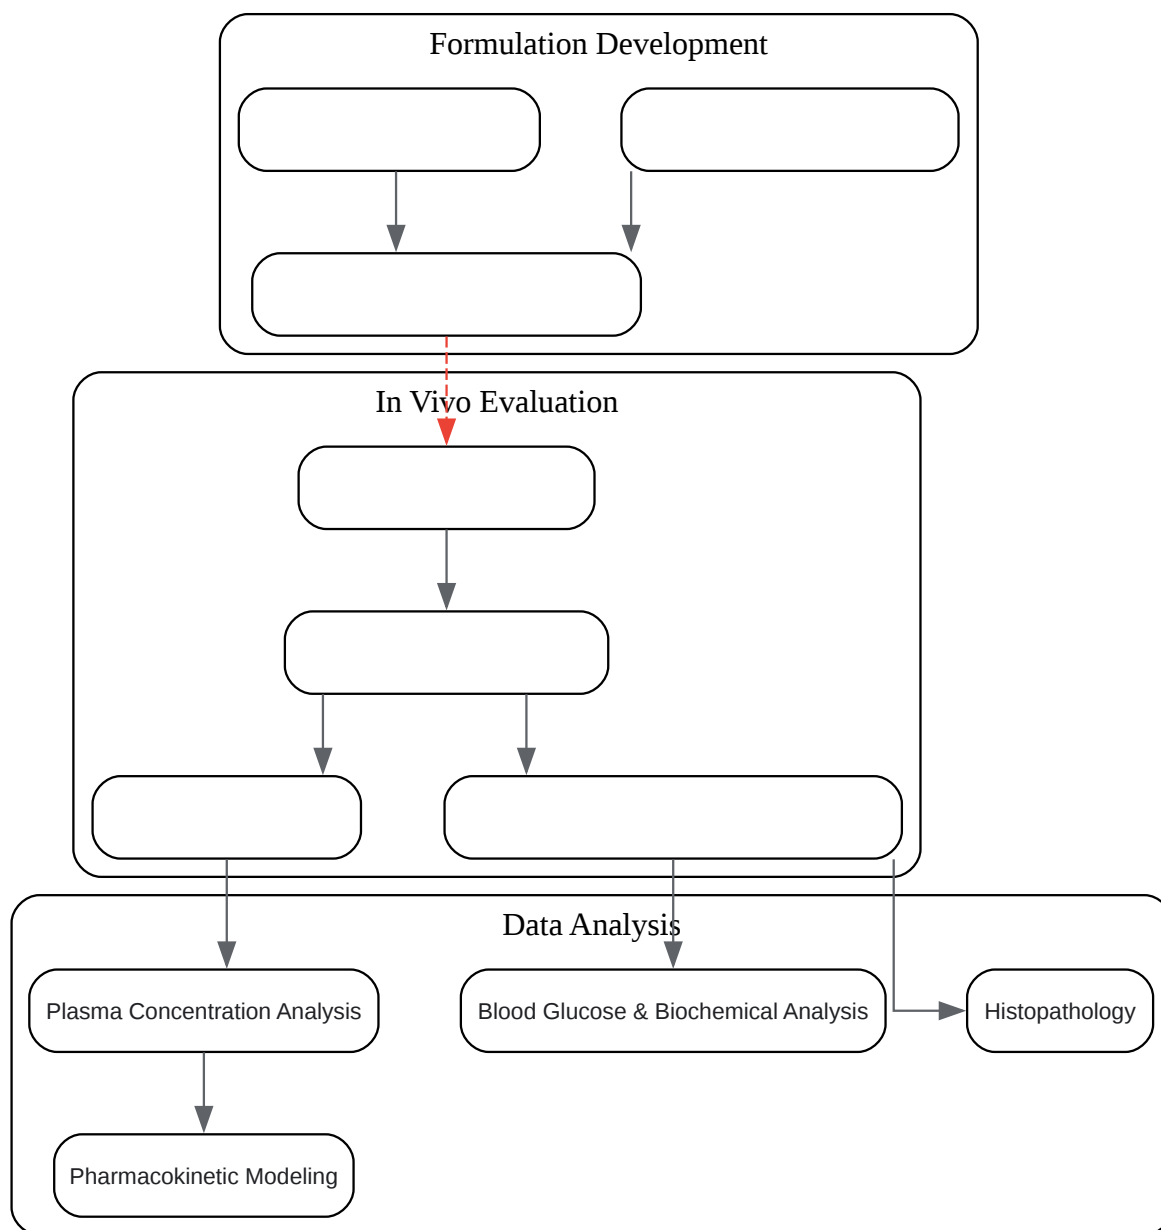 Formulation Development
In Vivo Evaluation
Data Analysis
Plasma Concentration Analysis
Blood Glucose & Biochemical Analysis
Histopathology
Pharmacokinetic Modeling